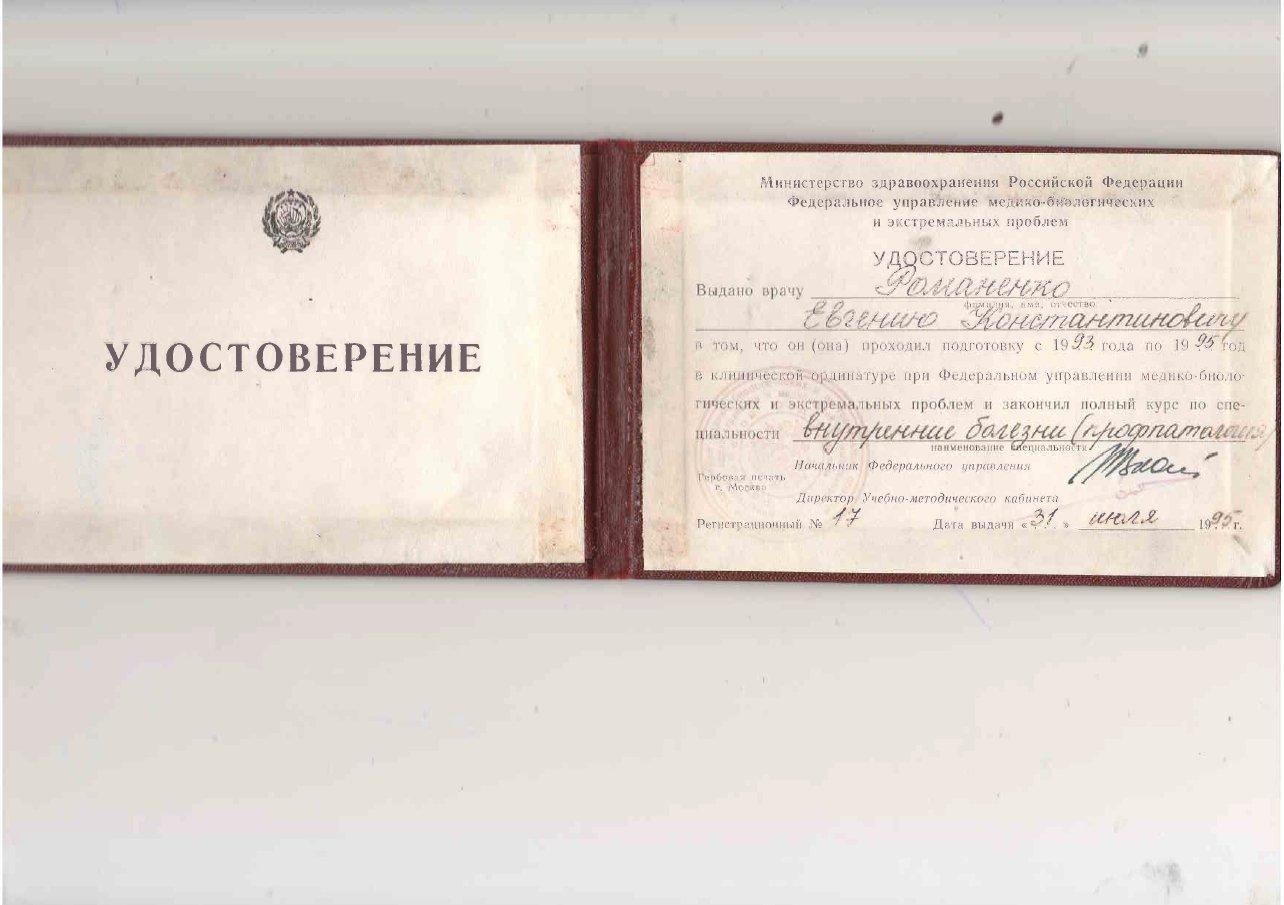 УДОСТОВЕРЕНИЕ
Министерство здравоохранения Российской Федерации
Федеральное управление медико-биологических
и экстремальных проблем
УДОСТОВЕРЕНИЕ
Выдано врачу Романенко
фамилия, имя, отчество
Евгению Константиновичу
в том, что он (она) проходил подготовку с 1993 года по 1995 год
в клинической ординатуре при Федеральном управлении медико-биоло-
гических и экстремальных проблем и закончил полный курс по спе-
циальности внутренние болезни (профпатология)
наименование специальности
Начальник Федерального управления
Гербовая печать
г. Москва
Директор Учебно-методического кабинета
Регистрационный № 17 Дата выдачи «31» июля 1995 г.